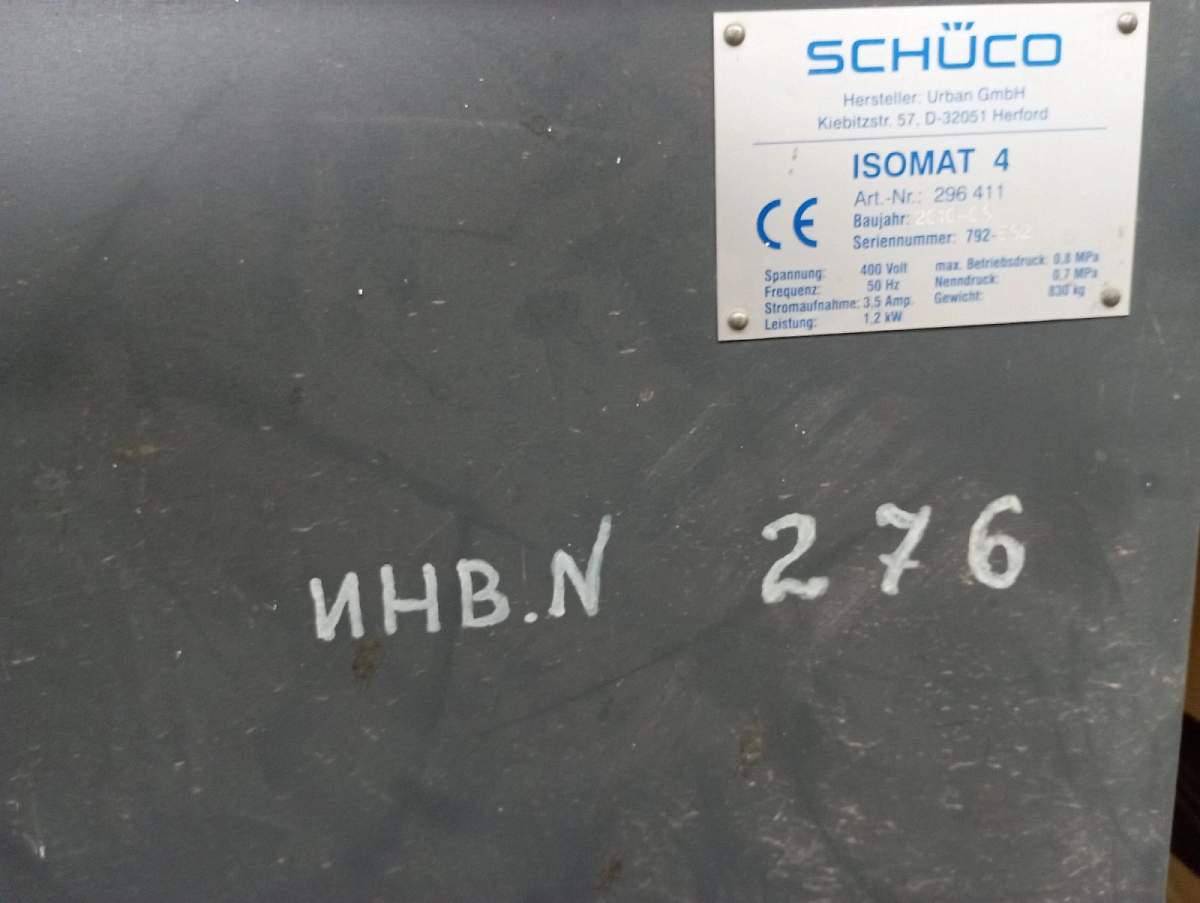 SCHÜCO
Hersteller: Urban GmbH
Kiebitzstr. 57, D-32051 Herford
ISOMAT 4
CE
Art.-Nr.: 296 411
Baujahr:
Seriennummer: 792-
Spannung: 400 Volt
Frequenz: 50 Hz
Stromaufnahme: 3,5 Amp.
Leistung: 1,2 kW
max. Betriebsdruck: 0,8 MPa
Nenndruck: 0,7 MPa
Gewicht: 830 kg
ИНВ.N 276